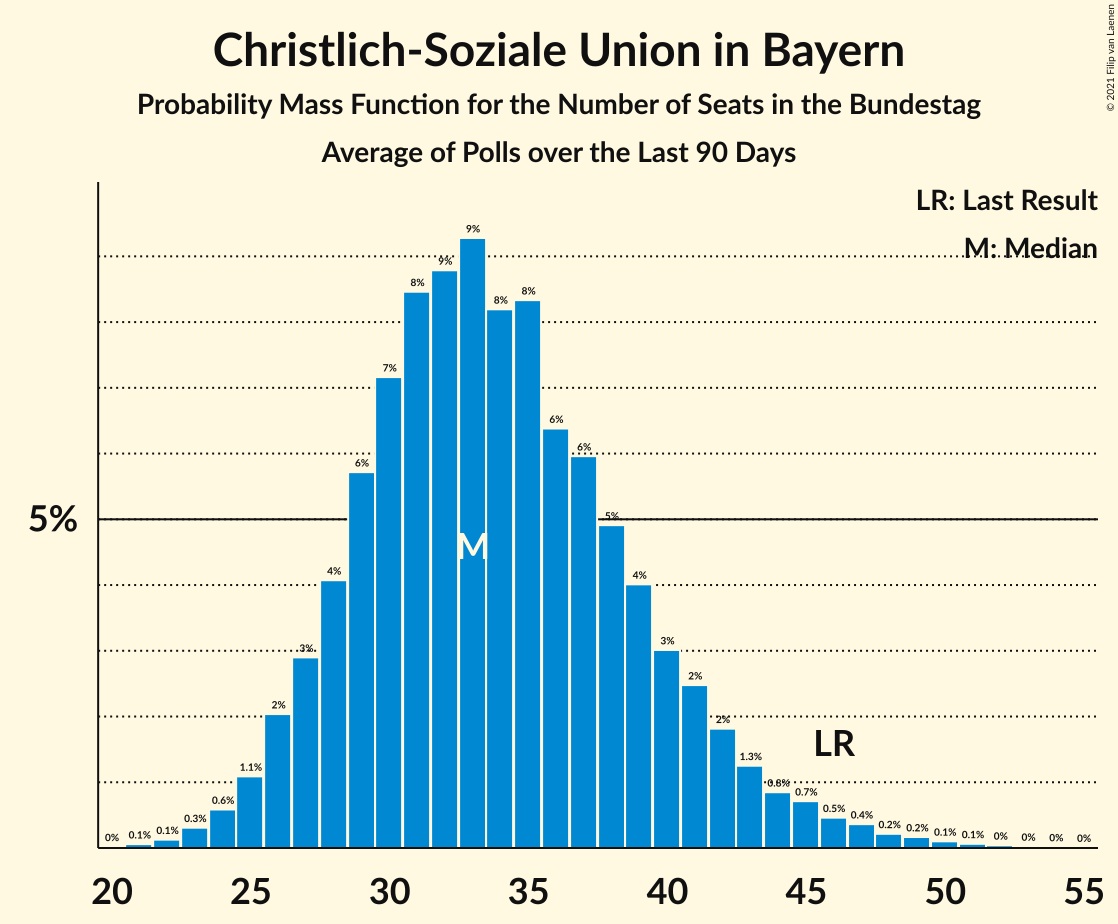 Christlich-Soziale Union in Bayern
Probability Mass Function for the Number of Seats in the Bundestag
Average of Polls over the Last 90 Days
© 2021 Filip van Laenen
LR: Last Result
M: Median
5%
0% 0.1% 0.1% 0.3% 0.6% 1.1% 2% 3% 4% 6% 7% 8% 9% 9% 8% 8% 6% 6% 5% 4% 3% 2% 2% 1.3% 0.8% 0.7% 0.5% 0.4% 0.2% 0.2% 0.1% 0.1% 0% 0% 0% 0%
M
LR
20 25 30 35 40 45 50 55